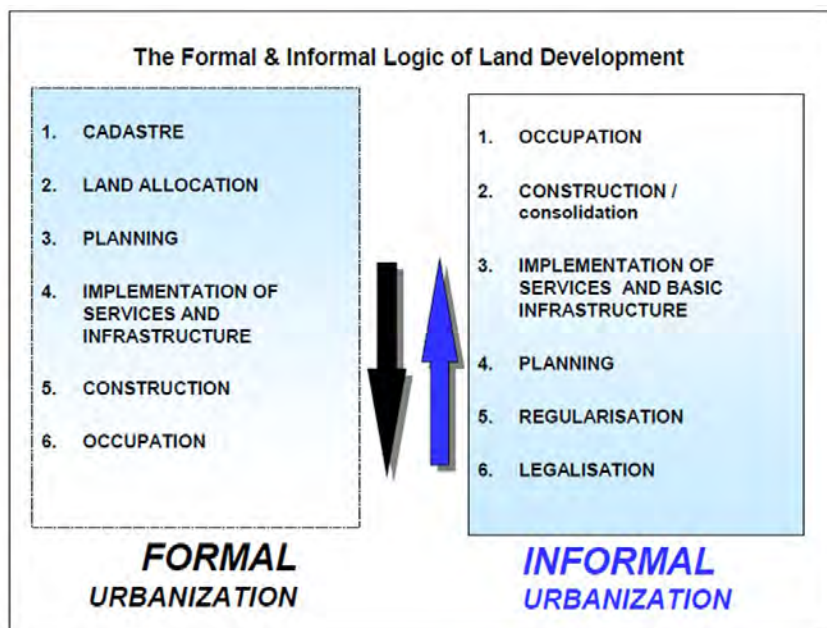 The Formal & Informal Logic of Land Development
1. CADASTRE
2. LAND ALLOCATION
3. PLANNING
4. IMPLEMENTATION OF
SERVICES AND
INFRASTRUCTURE
5. CONSTRUCTION
6. OCCUPATION
FORMAL
URBANIZATION
1. OCCUPATION
2. CONSTRUCTION /
consolidation
3. IMPLEMENTATION OF
SERVICES AND BASIC
INFRASTRUCTURE
4. PLANNING
5. REGULARISATION
6. LEGALISATION
INFORMAL
URBANIZATION